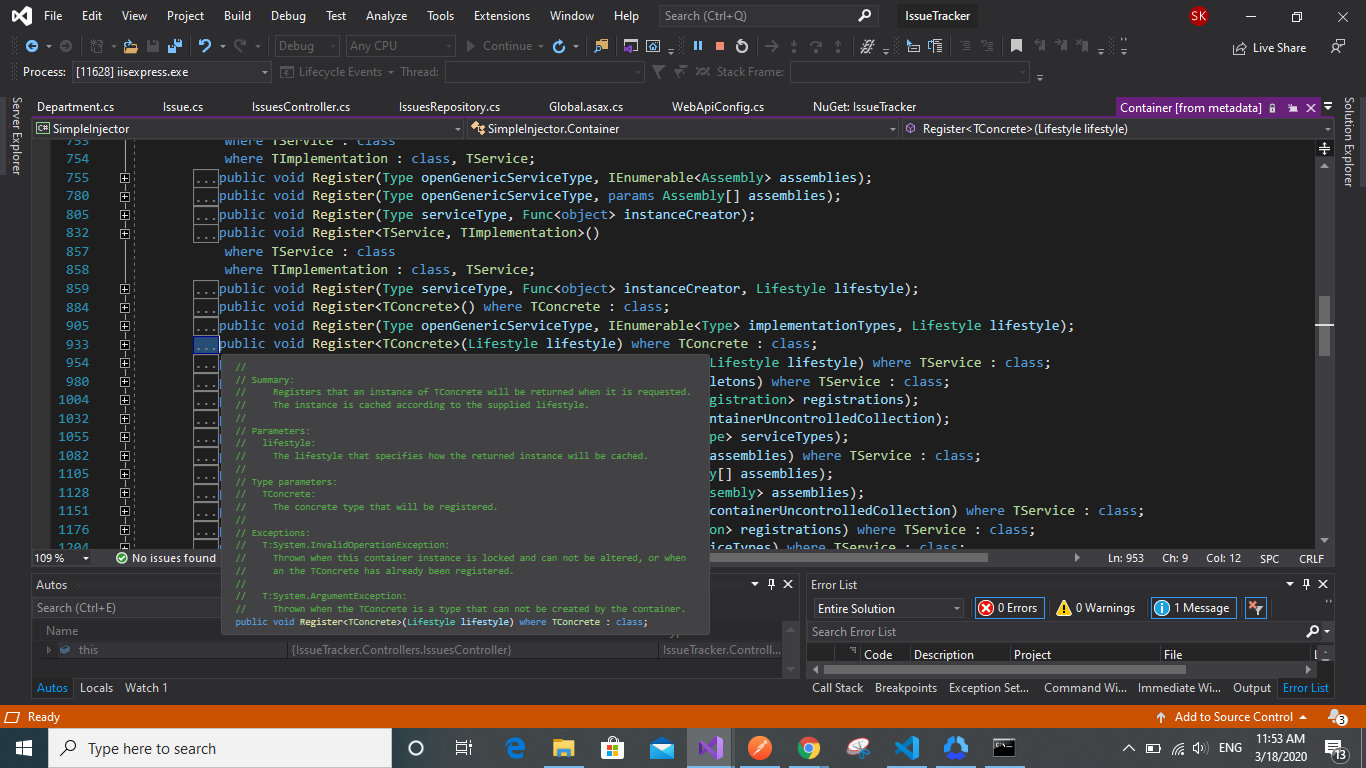 File Edit View Project Build Debug Test Analyze Tools Extensions Window Help Search (Ctrl+Q) IssueTracker SK
Debug Any CPU Continue Live Share
Process: [11628] iisexpress.exe Lifecycle Events Thread: Stack Frame:
Department.cs Issue.cs IssuesController.cs IssuesRepository.cs Global.asax.cs WebApiConfig.cs NuGet: IssueTracker Container [from metadata]
Server Explorer
Solution Explorer
C# SimpleInjector SimpleInjector.Container Register<TConcrete>(Lifestyle lifestyle)
753 where TService : class
754 where TImplementation : class, TService;
755 ...public void Register(Type openGenericServiceType, IEnumerable<Assembly> assemblies);
780 ...public void Register(Type openGenericServiceType, params Assembly[] assemblies);
805 ...public void Register(Type serviceType, Func<object> instanceCreator);
832 ...public void Register<TService, TImplementation>()
857 where TService : class
858 where TImplementation : class, TService;
859 ...public void Register(Type serviceType, Func<object> instanceCreator, Lifestyle lifestyle);
884 ...public void Register<TConcrete>() where TConcrete : class;
905 ...public void Register(Type openGenericServiceType, IEnumerable<Type> implementationTypes, Lifestyle lifestyle);
933 ...public void Register<TConcrete>(Lifestyle lifestyle) where TConcrete : class;
954 ... Lifestyle lifestyle) where TService : class;
980 ... letons) where TService : class;
1004 ... gistration> registrations);
1032 ... ontainerUncontrolledCollection);
1055 ... pe> serviceTypes);
1082 ... assemblies) where TService : class;
1105 ... y[] assemblies);
1128 ... sembly> assemblies);
1151 ... containerUncontrolledCollection) where TService : class;
1176 ... on> registrations) where TService : class;
1204 ... viceTypes) where TService : class;
//
// Summary:
// Registers that an instance of TConcrete will be returned when it is requested.
// The instance is cached according to the supplied lifestyle.
//
// Parameters:
// lifestyle:
// The lifestyle that specifies how the returned instance will be cached.
//
// Type parameters:
// TConcrete:
// The concrete type that will be registered.
//
// Exceptions:
// T:System.InvalidOperationException:
// Thrown when this container instance is locked and can not be altered, or when
// an the TConcrete has already been registered.
//
// T:System.ArgumentException:
// Thrown when the TConcrete is a type that can not be created by the container.
public void Register<TConcrete>(Lifestyle lifestyle) where TConcrete : class;
109 % No issues found Ln: 953 Ch: 9 Col: 12 SPC CRLF
Autos
Search (Ctrl+E)
Name
this {IssueTracker.Controllers.IssuesController} IssueTracker.Controll...
Autos Locals Watch 1
Error List
Entire Solution 0 Errors 0 Warnings 1 Message
Search Error List
Code Description Project File
Call Stack Breakpoints Exception Set... Command Wi... Immediate Wi... Output Error List
Ready Add to Source Control 3
Type here to search ENG 11:53 AM
3/18/2020 13